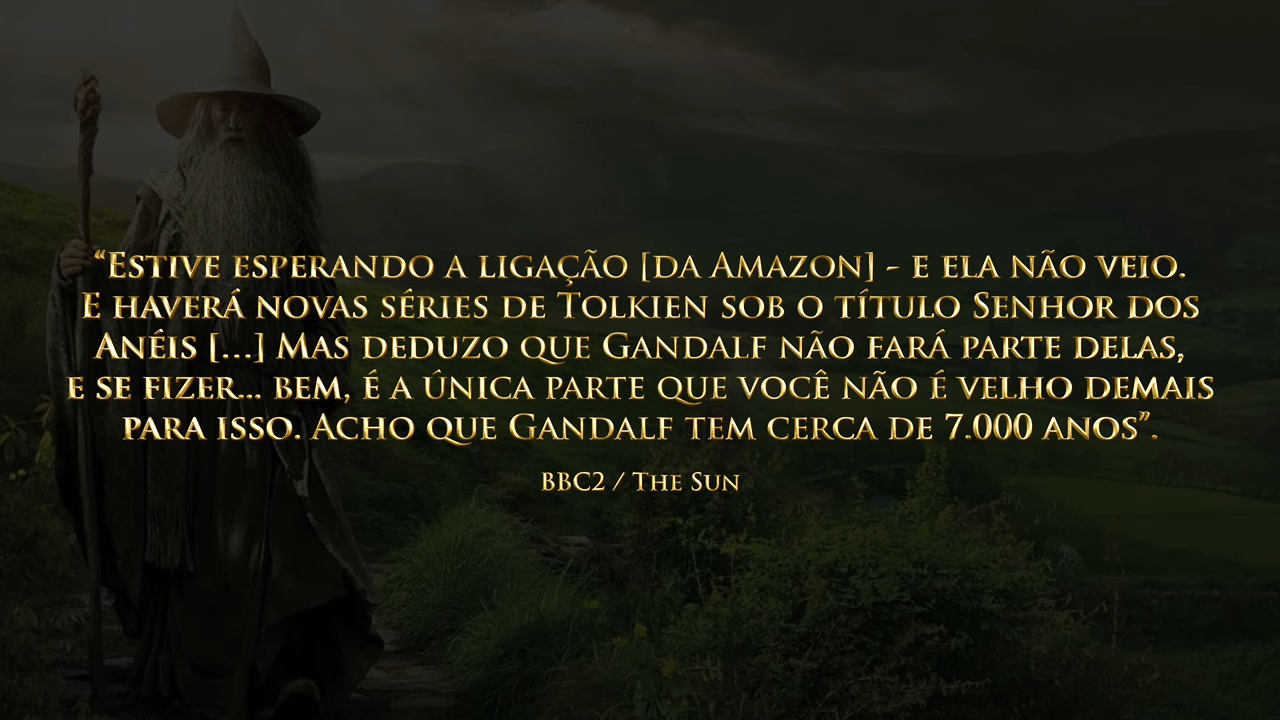 “Estive esperando a ligação [da Amazon] - e ela não veio.
E haverá novas séries de Tolkien sob o título Senhor dos
Anéis [...] Mas deduzo que Gandalf não fará parte delas,
e se fizer... bem, é a única parte que você não é velho demais
para isso. Acho que Gandalf tem cerca de 7.000 anos”.
BBC2 / The Sun